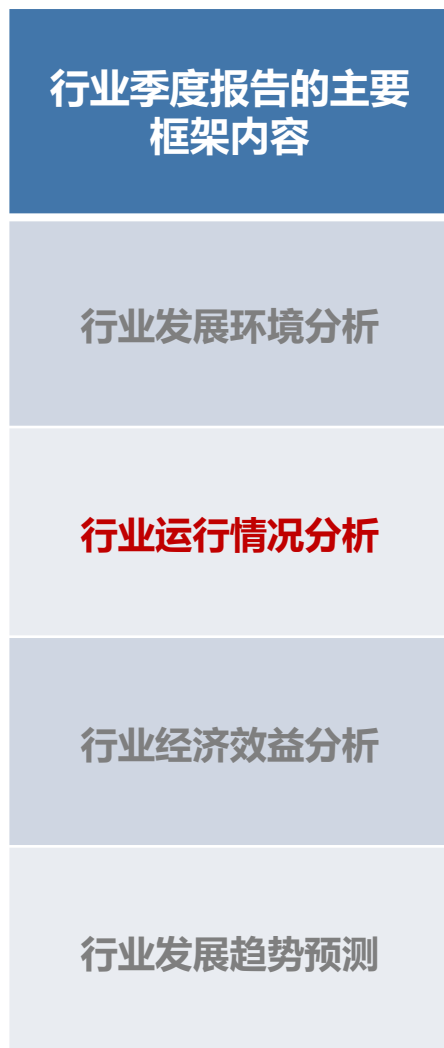 行业季度报告的主要
框架内容
行业发展环境分析
行业运行情况分析
行业经济效益分析
行业发展趋势预测